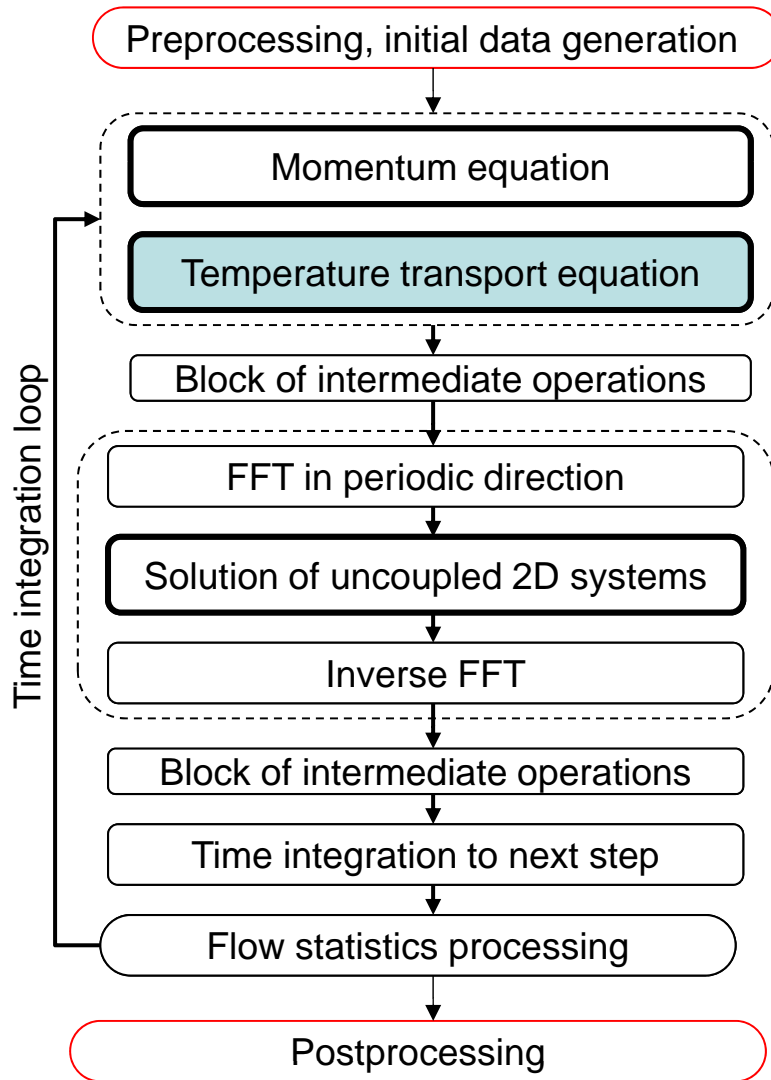 Preprocessing, initial data generation
Momentum equation
Temperature transport equation
Block of intermediate operations
FFT in periodic direction
Solution of uncoupled 2D systems
Inverse FFT
Block of intermediate operations
Time integration to next step
Flow statistics processing
Postprocessing
Time integration loop